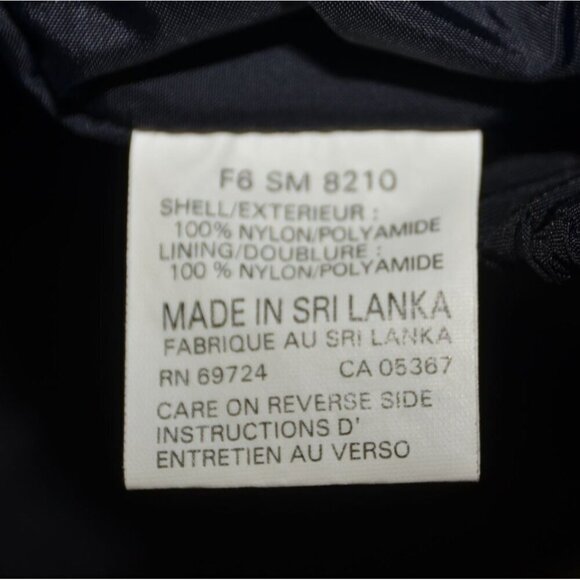 F6 SM 8210
SHELL/EXTERIEUR :
100% NYLON/POLYAMIDE
LINING/DOUBLURE :
100 % NYLON/POLYAMIDE
MADE IN SRI LANKA
FABRIQUE AU SRI LANKA
RN 69724 CA 05367
CARE ON REVERSE SIDE
INSTRUCTIONS D'
ENTRETIEN AU VERSO